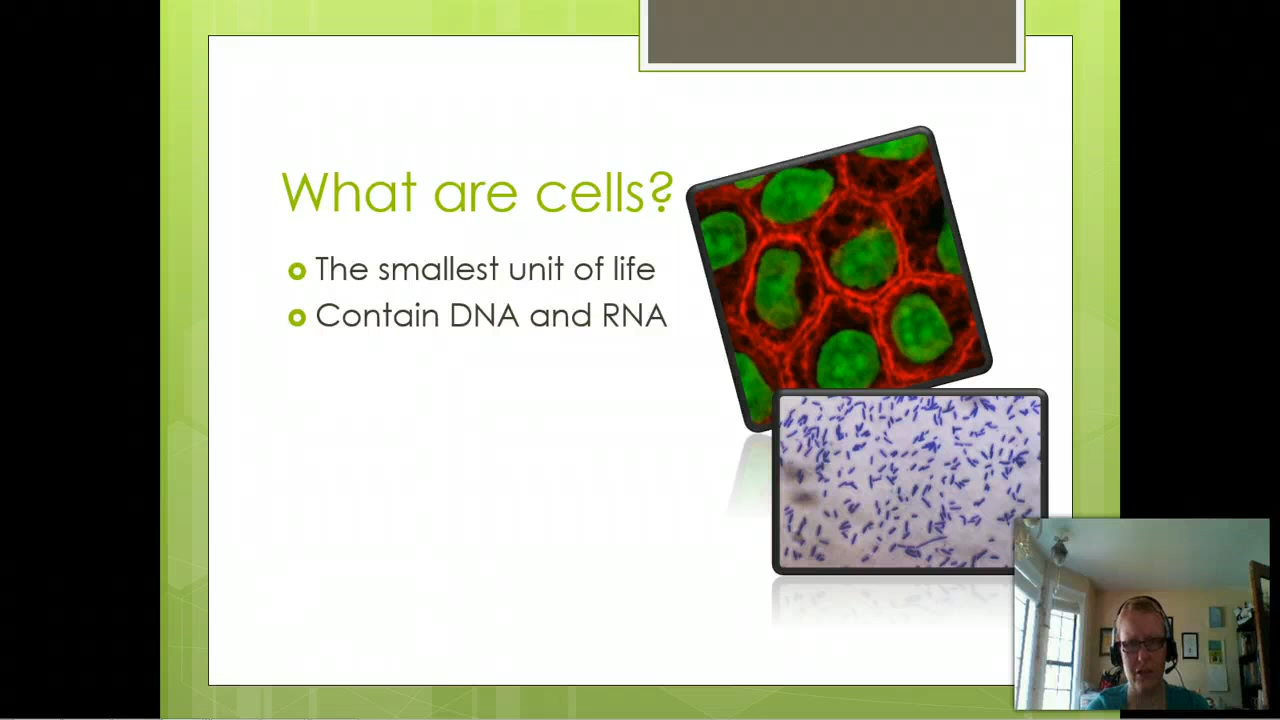 What are cells?
The smallest unit of life
Contain DNA and RNA